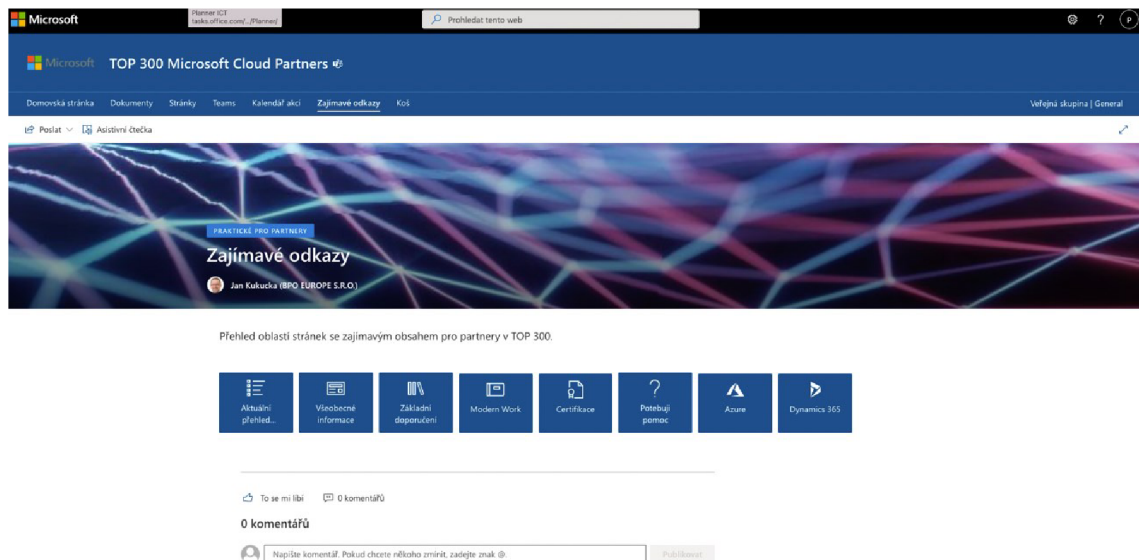 Microsoft
Planner ICT
tasks.office.com/.../Planner/
Prohledat tento web
?
P
Microsoft TOP 300 Microsoft Cloud Partners
Domovská stránka Dokumenty Stránky Teams Kalendář akcí Zajímavé odkazy Koš
Veřejná skupina | General
Poslat Asistivní čtečka
PRAKTICKÉ PRO PARTNERY
Zajímavé odkazy
Jan Kukucka (BPO EUROPE S.R.O.)
Přehled oblastí stránek se zajímavým obsahem pro partnery v TOP 300.
Aktuální
přehled...
Všeobecné
informace
Základní
doporučení
Modern Work
Certifikace
Potebuji
pomoc
Azure
Dynamics 365
To se mi líbí 0 komentářů
0 komentářů
Napište komentář. Pokud chcete někoho zmínit, zadejte znak @.
Publikovat